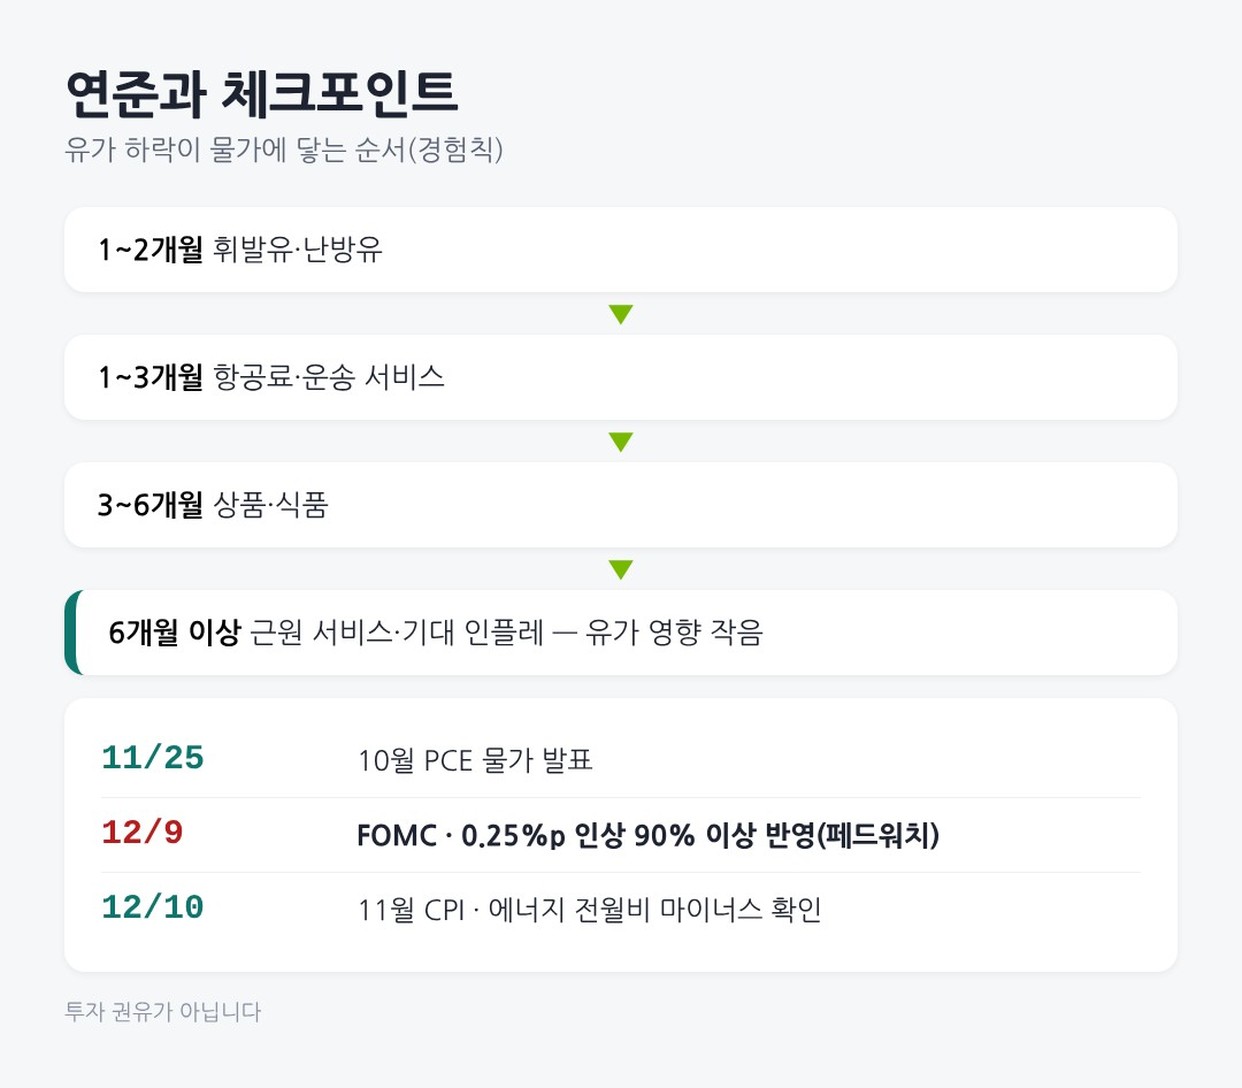 연준과 체크포인트
유가 하락이 물가에 닿는 순서(경험칙)
1~2개월 휘발유·난방유
1~3개월 항공료·운송 서비스
3~6개월 상품·식품
6개월 이상 근원 서비스·기대 인플레 — 유가 영향 작음
11/25 10월 PCE 물가 발표
12/9 FOMC · 0.25%p 인상 90% 이상 반영(페드워치)
12/10 11월 CPI · 에너지 전월비 마이너스 확인
투자 권유가 아닙니다